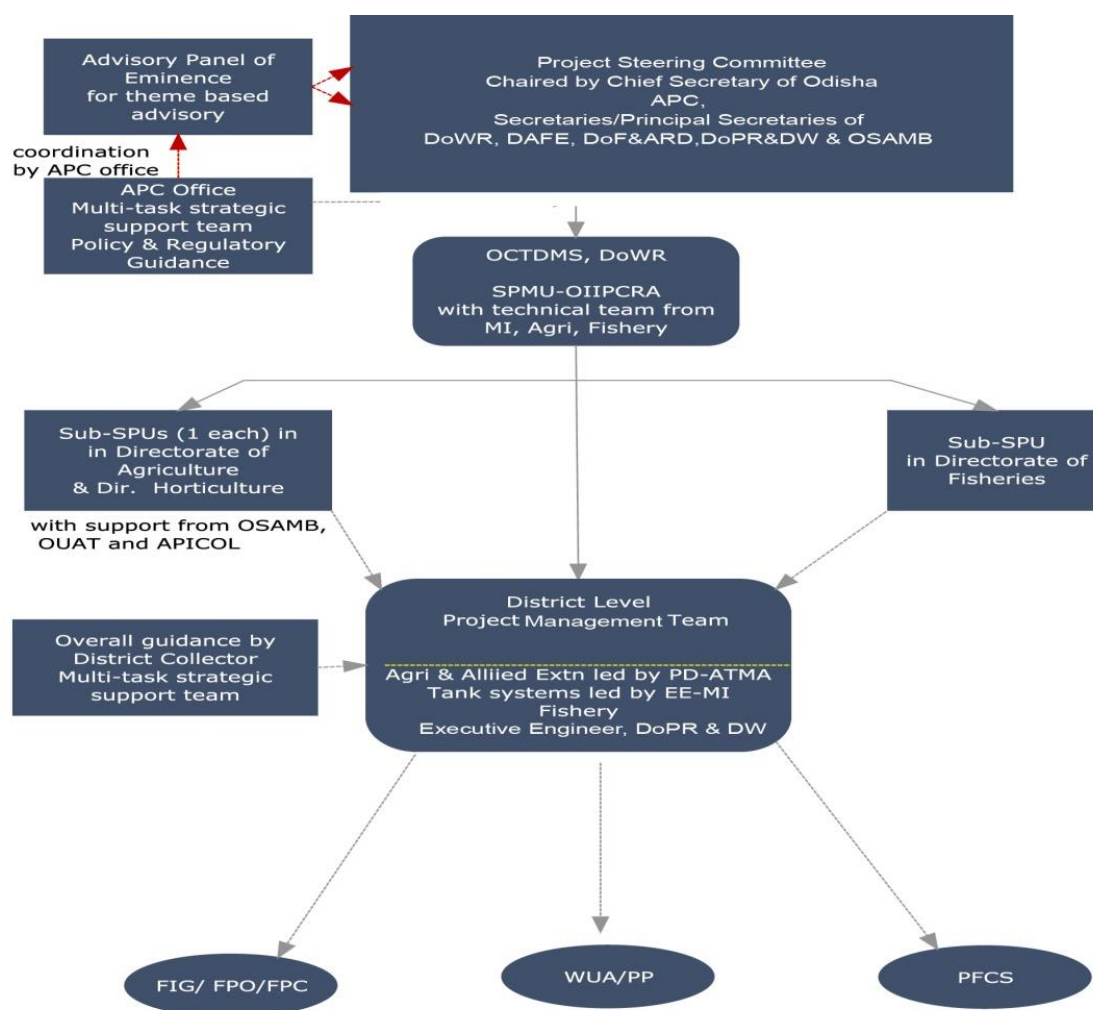 Advisory Panel of
Eminence
for theme based
advisory
Project Steering Committee
Chaired by Chief Secretary of Odisha
APC,
Secretaries/Principal Secretaries of
DoWR, DAFE, DoF&ARD,DoPR&DW & OSAMB
coordination
by APC office
APC Office
Multi-task strategic
support team
Policy & Regulatory
Guidance
OCTDMS, DoWR
SPMU-OIIPCRA
with technical team from
MI, Agri, Fishery
Sub-SPUs (1 each) in
in Directorate of
Agriculture
& Dir. Horticulture
with support from OSAMB,
OUAT and APICOL
Sub-SPU
in Directorate of
Fisheries
District Level
Project Management Team
Agri & Alliied Extn led by PD-ATMA
Tank systems led by EE-MI
Fishery
Executive Engineer, DoPR & DW
Overall guidance by
District Collector
Multi-task strategic
support team
FIG/ FPO/FPC
WUA/PP
PFCS